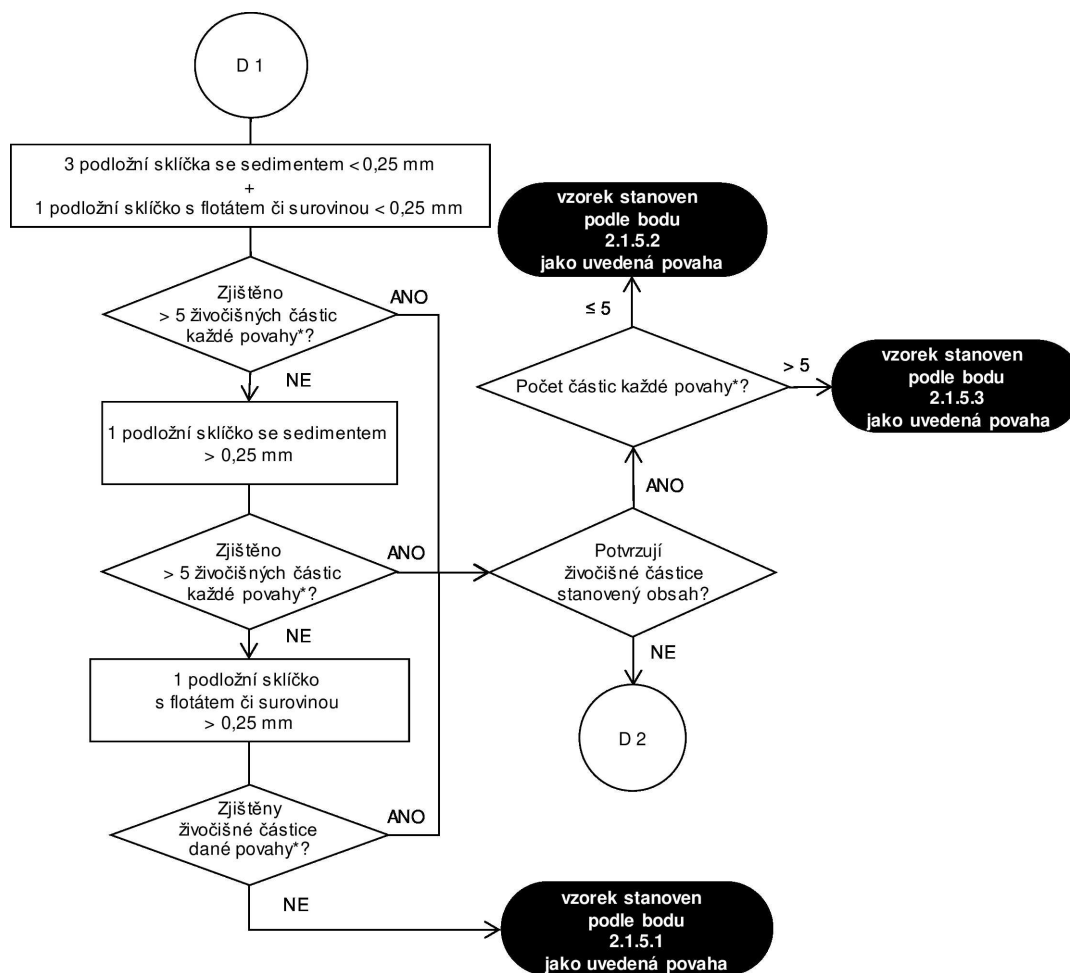 D 1
3 podložní sklíčka se sedimentem < 0,25 mm
+
1 podložní sklíčko s flotátem či surovinou < 0,25 mm
Zjištěno
> 5 živočišných částic
každé povahy*?
ANO
NE
1 podložní sklíčko se sedimentem
> 0,25 mm
Zjištěno
> 5 živočišných částic
každé povahy*?
ANO
NE
1 podložní sklíčko
s flotátem či surovinou
> 0,25 mm
Zjištěny
živočišné částice
dané povahy*?
ANO
NE
vzorek stanoven
podle bodu
2.1.5.1
jako uvedená povaha
Potvrzují
živočišné částice
stanovený obsah?
ANO
NE
D 2
Počet částic každé povahy*?
≤ 5
> 5
vzorek stanoven
podle bodu
2.1.5.2
jako uvedená povaha
vzorek stanoven
podle bodu
2.1.5.3
jako uvedená povaha